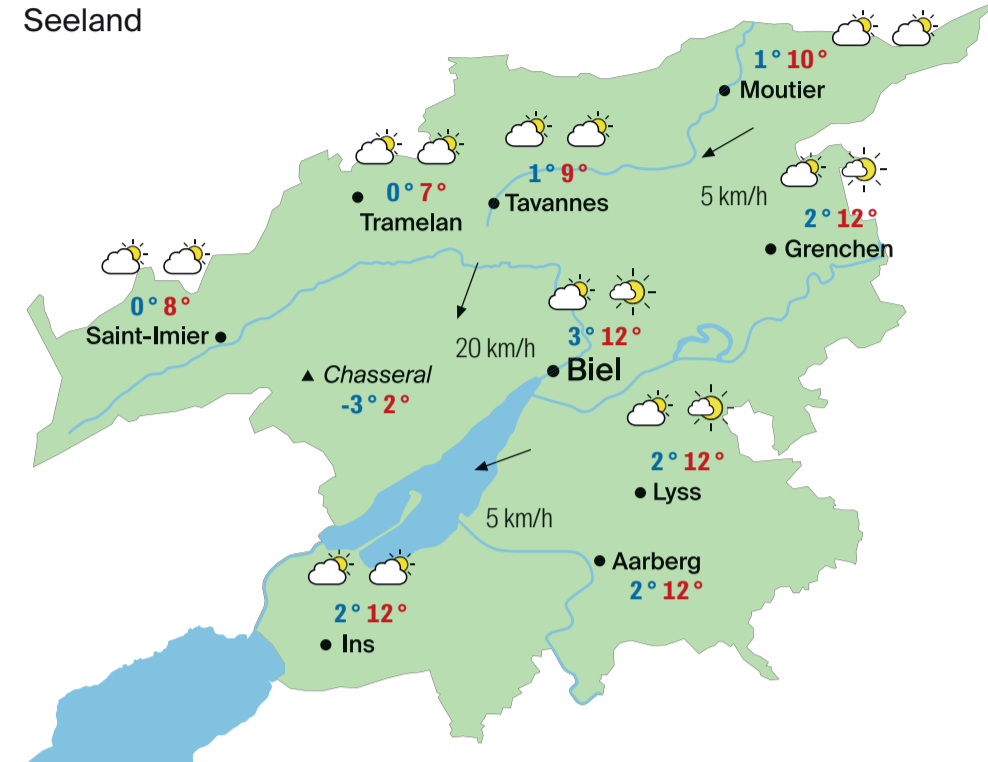 Seeland
1° 10°
Moutier
1° 9°
Tavannes
0° 7°
Tramelan
5 km/h
2° 12°
Grenchen
0° 8°
Saint-Imier
3° 12°
20 km/h
Biel
Chasseral
-3° 2°
2° 12°
Lyss
5 km/h
Aarberg
2° 12°
2° 12°
Ins